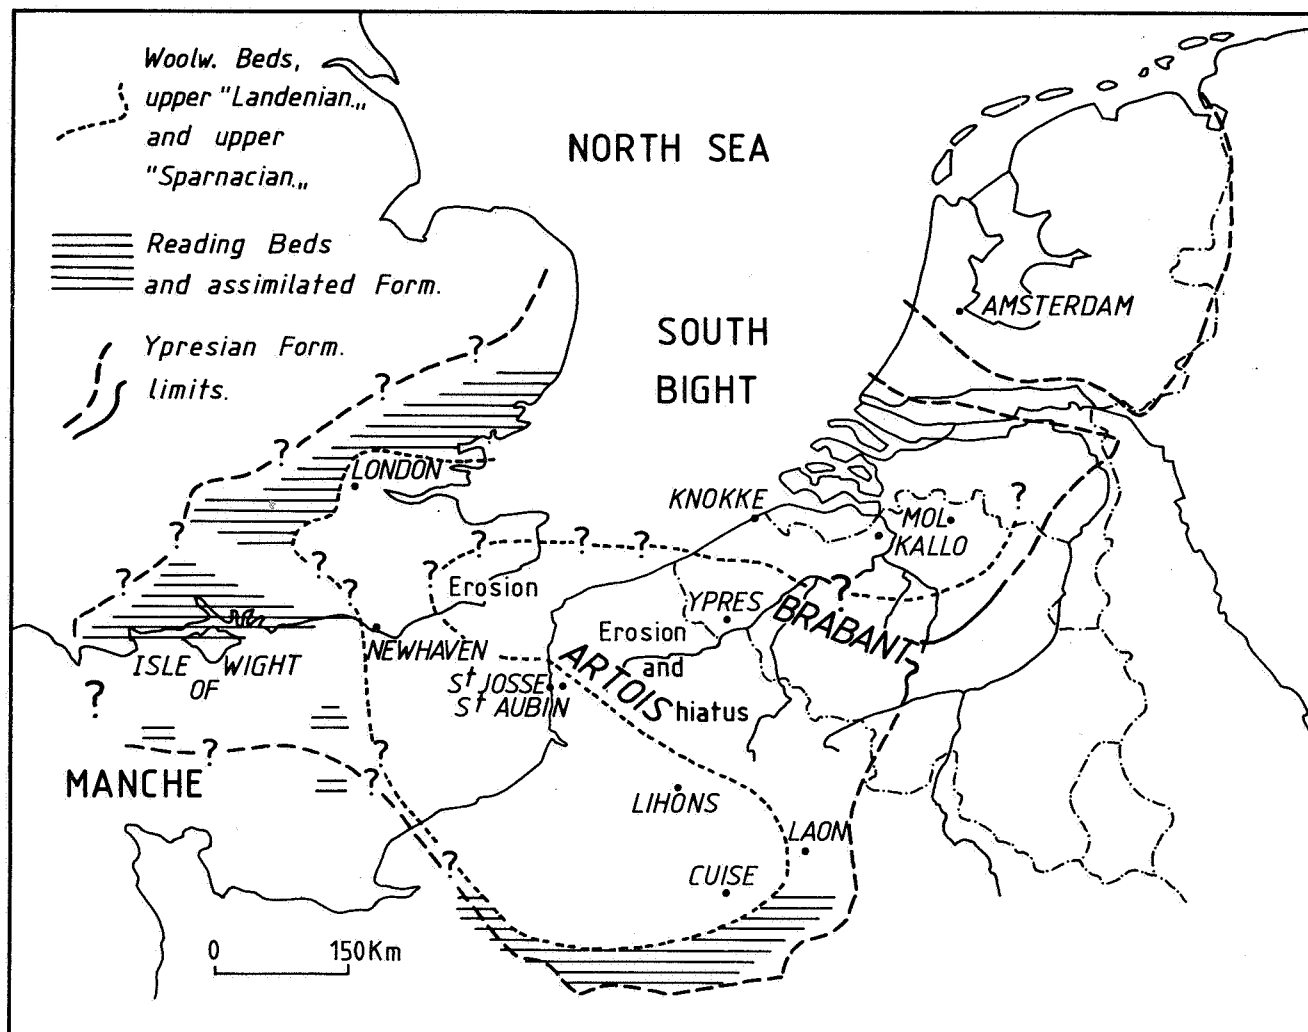 Woolw. Beds,
upper "Landenian„
and upper
"Sparnacian„
Reading Beds
and assimilated Form.
Ypresian Form.
limits.
NORTH SEA
SOUTH
BIGHT
AMSTERDAM
?
?
?
LONDON
KNOKKE
?
MOL
KALLO
?
?
?
?
?
?
?
?
?
Erosion
YPRES
BRABANT
Erosion
and
hiatus
ARTOIS
NEWHAVEN
ISLE WIGHT
OF
St JOSSE
St AUBIN
?
?
?
?
?
MANCHE
LIHONS
LAON
?
CUISE
0 150Km